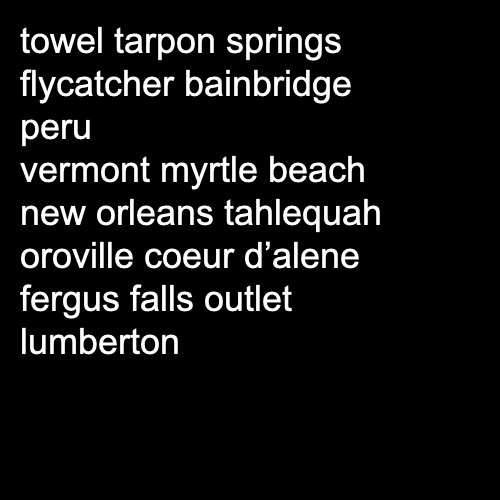 towel tarpon springs
flycatcher bainbridge
peru
vermont myrtle beach
new orleans tahlequah
oroville coeur d’alene
fergus falls outlet
lumberton